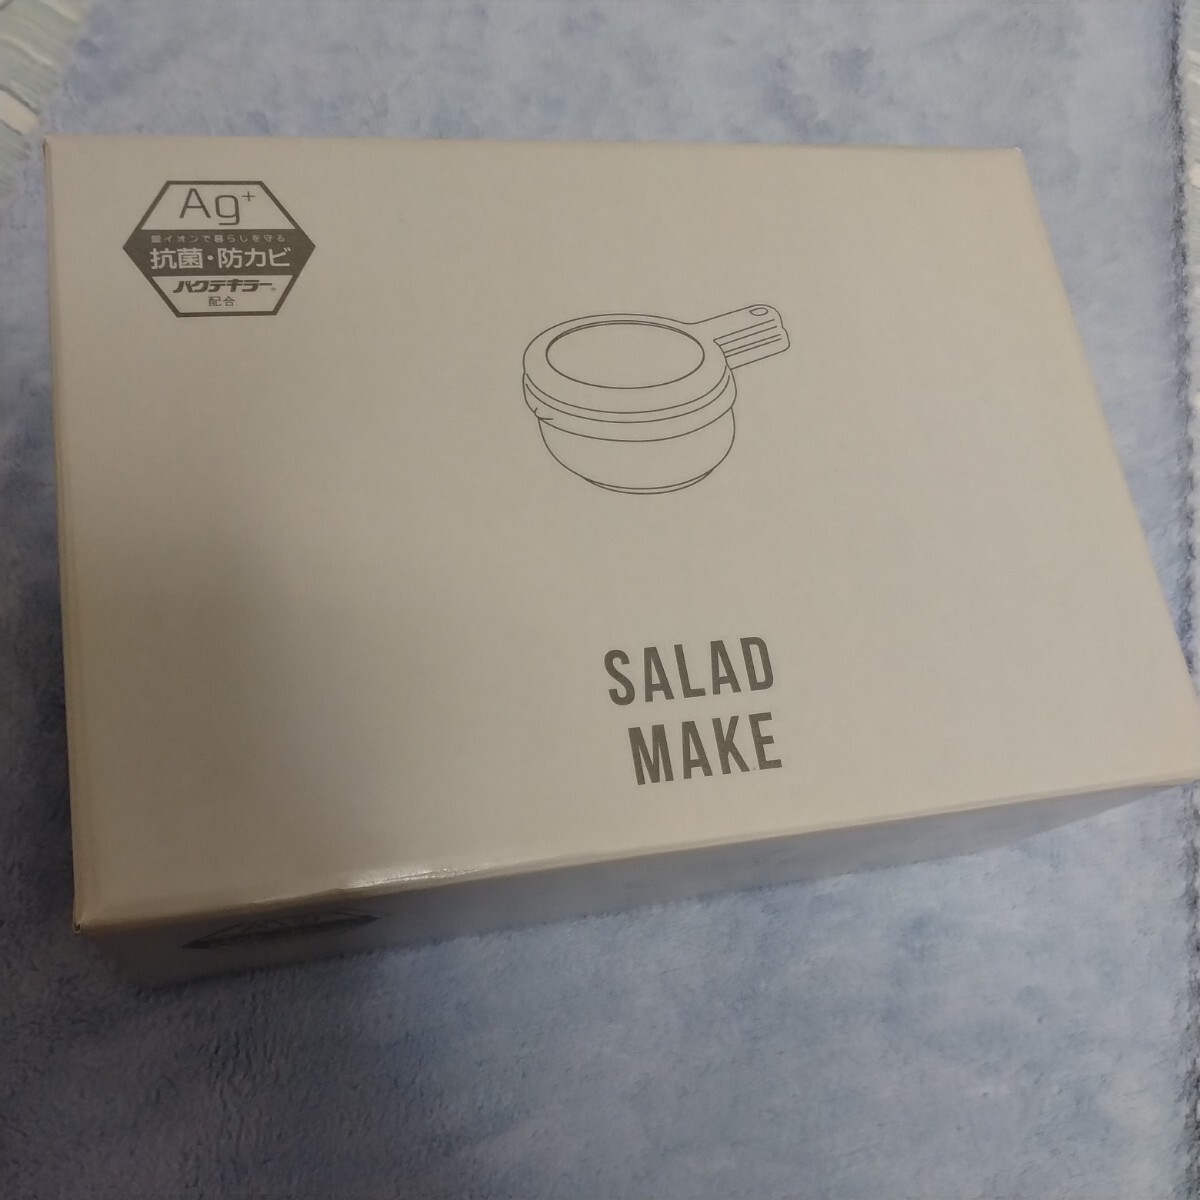 Ag+
銀イオンで暮らしを守る
抗菌・防カビ
バクテキラー®
配合
SALAD
MAKE